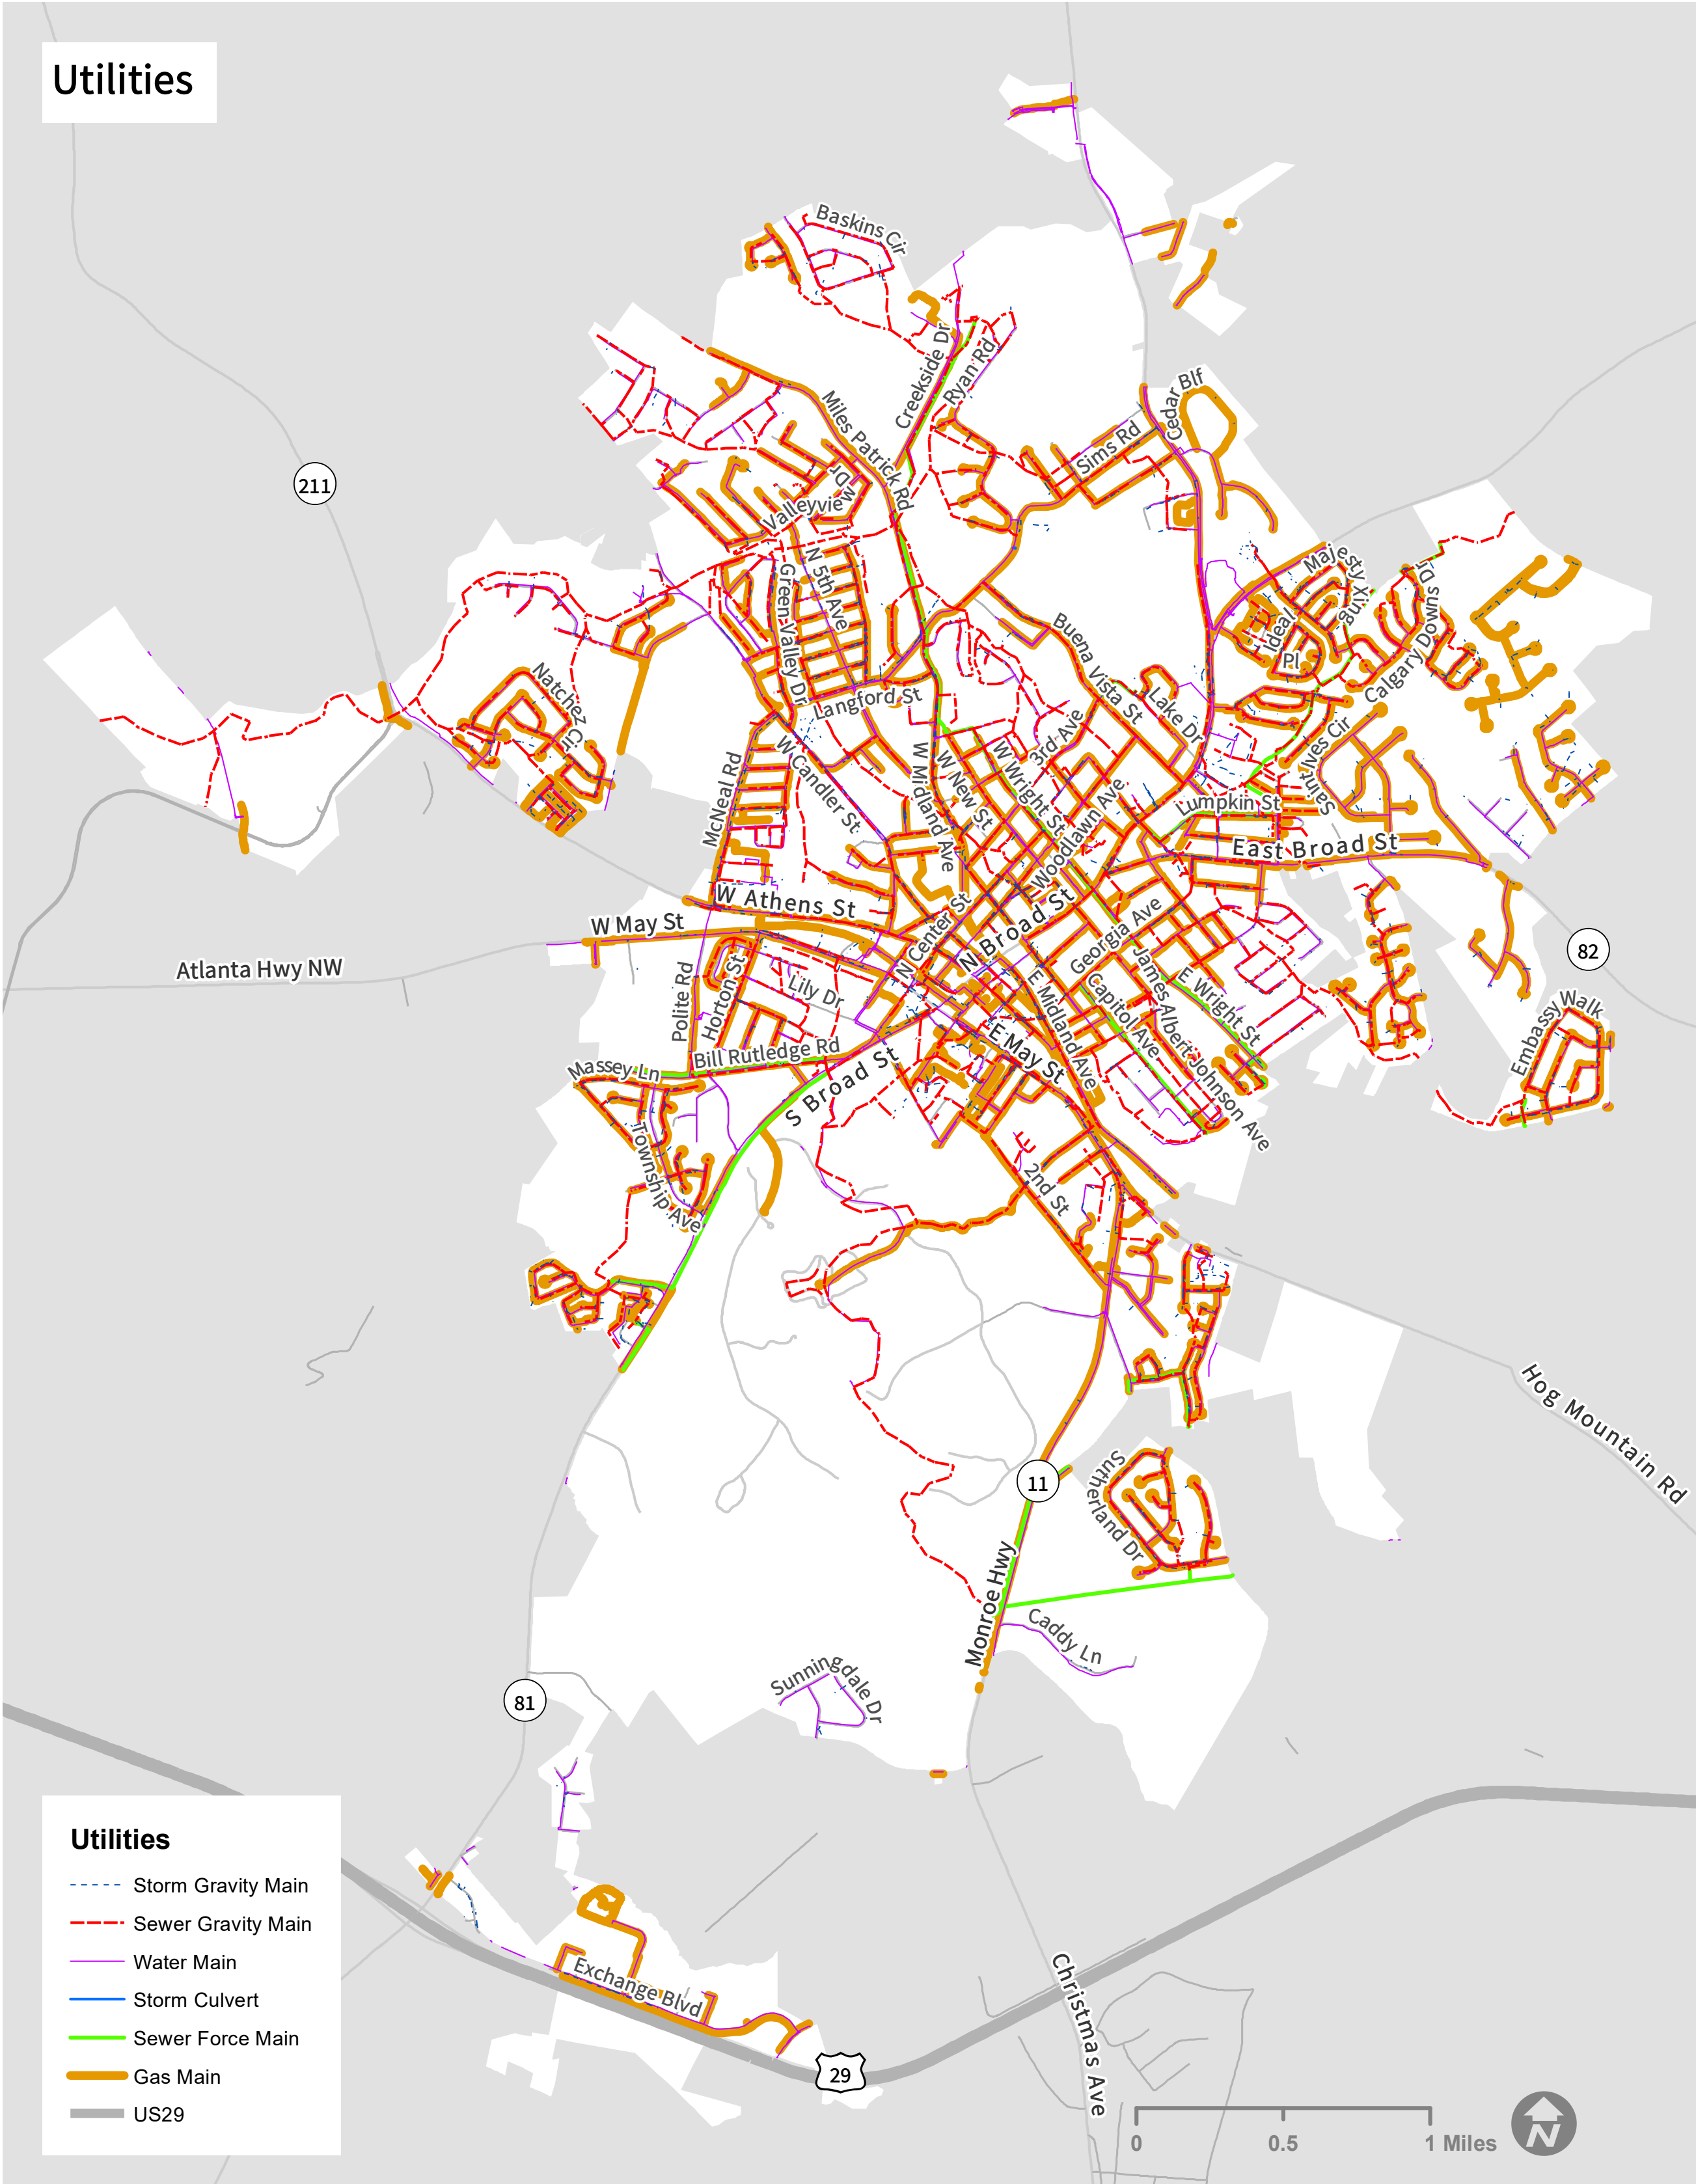 Utilities
Baskins Cir
Creekside Dr
Ryan Rd
Miles Patrick Rd
Cedar Blf
Sims Rd
211
Valleyview Dr
N 5th Ave
Green Valley Dr
Majesty Xing
Ideal Pl
Calgary Downs Dr
Buena Vista St
Natchez Cir
Langford St
Lake Dr
3rd Ave
W Candler St
McNeal Rd
W Midland Ave
W New St
W Wright St
Woodlawn Ave
Saint Ives Cir
Lumpkin St
East Broad St
W Athens St
W May St
N Center St
N Broad St
Georgia Ave
82
Atlanta Hwy NW
Polite Rd
Horton St
Lily Dr
E Midland Ave
Capitol Ave
James Albert Johnson Ave
E Wright St
Embassy Walk
Massey Ln
Bill Rutledge Rd
S Broad St
E May St
Township Ave
2nd St
Hog Mountain Rd
11
Sutherland Dr
Monroe Hwy
Caddy Ln
Sunningdale Dr
81
Exchange Blvd
Christmas Ave
29
Utilities
Storm Gravity Main
Sewer Gravity Main
Water Main
Storm Culvert
Sewer Force Main
Gas Main
US29
0 0.5 1 Miles
N